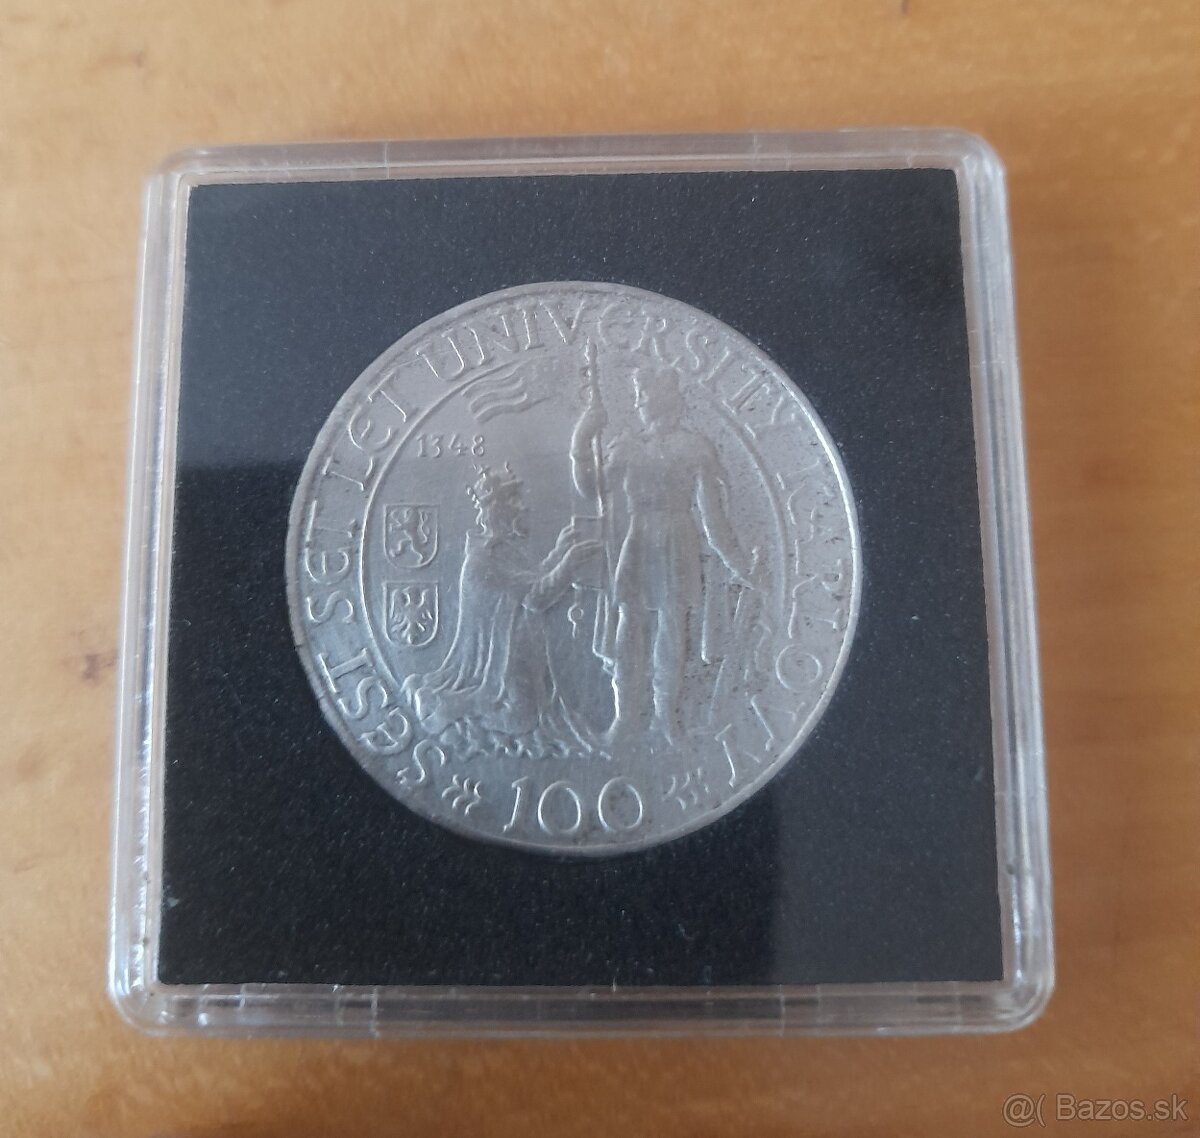 ŠEST SET LET UNIVERSITY KARLOVY
1348
100
@( Bazos.sk